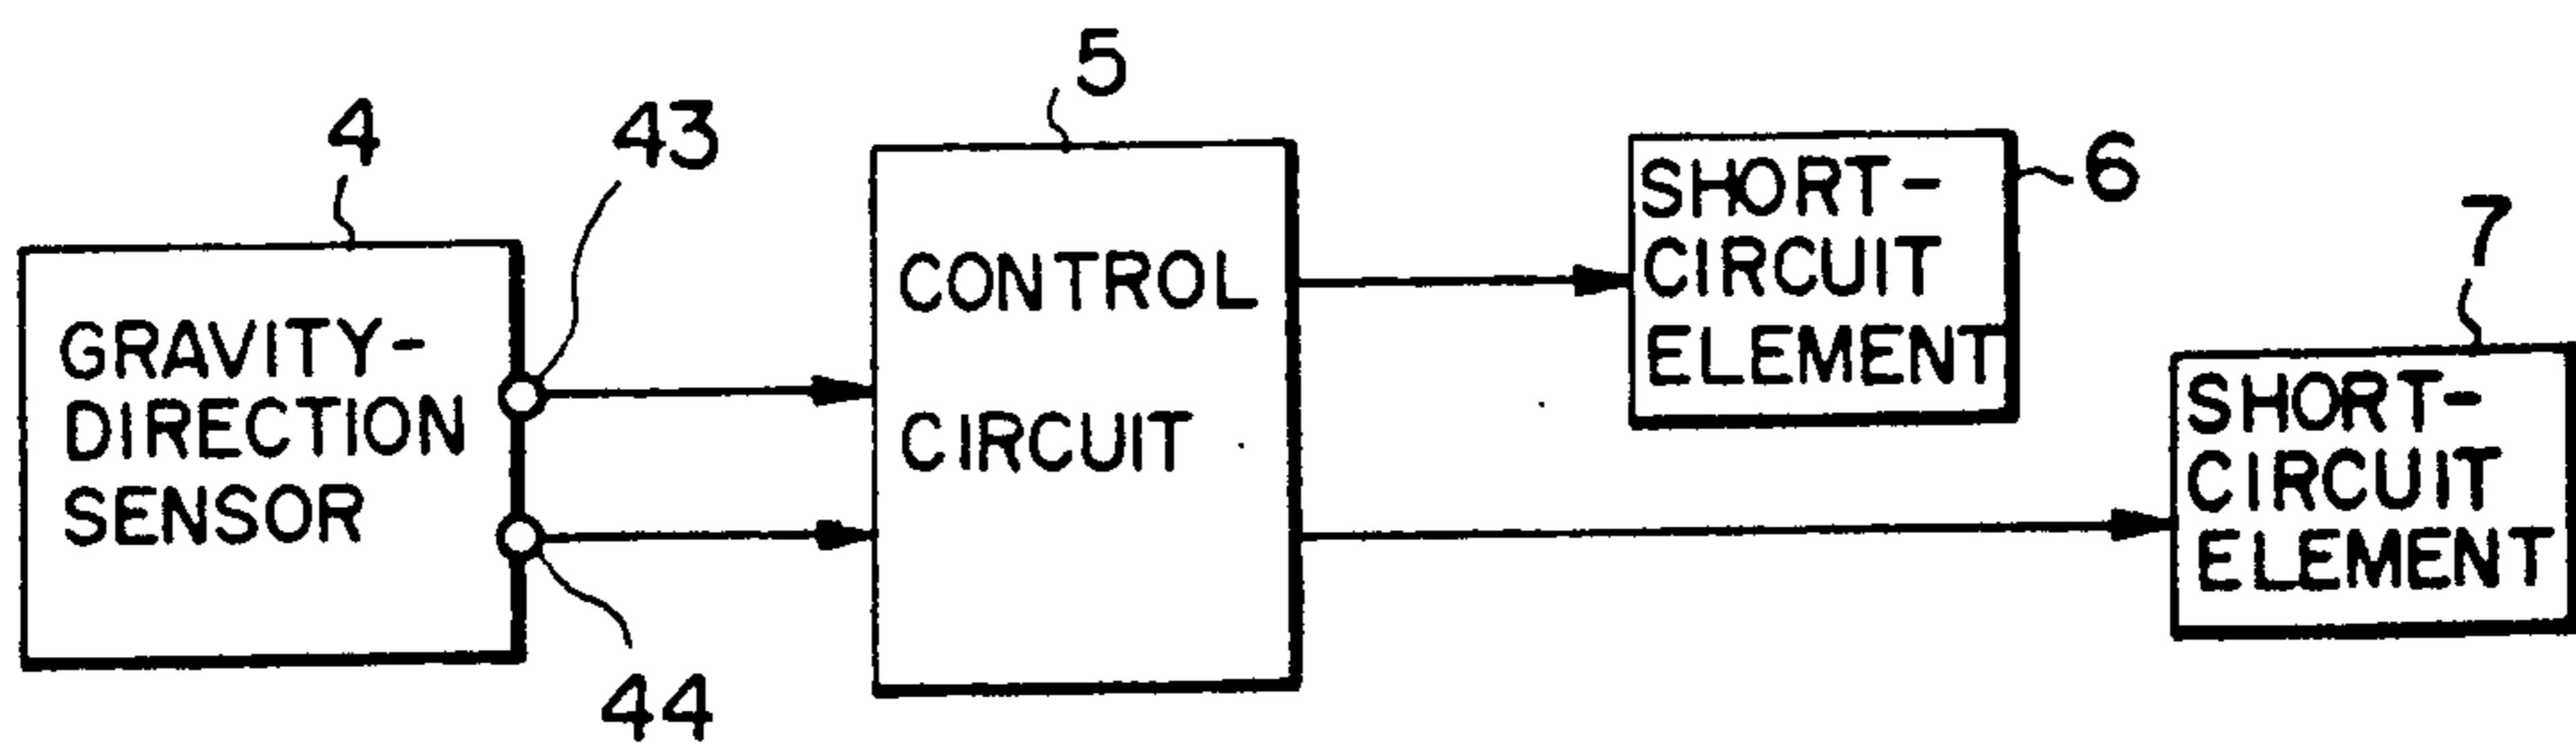 4
43
5
6
7
GRAVITY-
DIRECTION
SENSOR
CONTROL
CIRCUIT
SHORT-
CIRCUIT
ELEMENT
SHORT-
CIRCUIT
ELEMENT
44